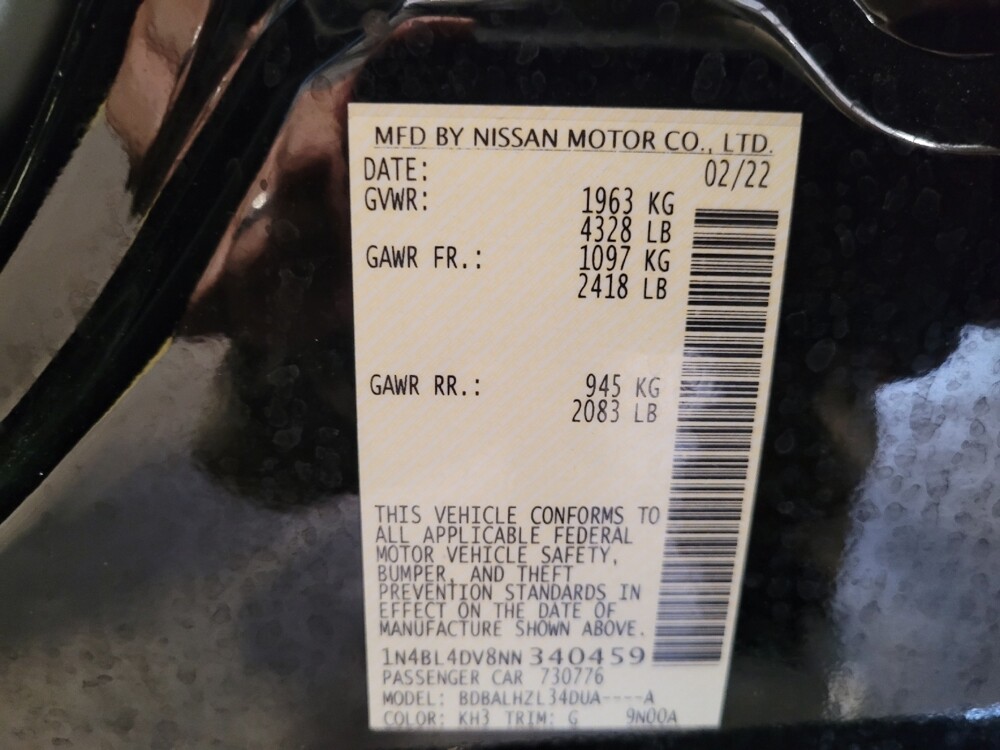 MFD BY NISSAN MOTOR CO., LTD.
DATE: 02/22
GVWR: 1963 KG
4328 LB
GAWR FR.: 1097 KG
2418 LB
GAWR RR.: 945 KG
2083 LB
THIS VEHICLE CONFORMS TO
ALL APPLICABLE FEDERAL
MOTOR VEHICLE SAFETY,
BUMPER, AND THEFT
PREVENTION STANDARDS IN
EFFECT ON THE DATE OF
MANUFACTURE SHOWN ABOVE.
1N4BL4DV8NN340459
PASSENGER CAR 730776
MODEL: BDBALHZL34DUA----A
COLOR: KH3 TRIM: G 9N00A